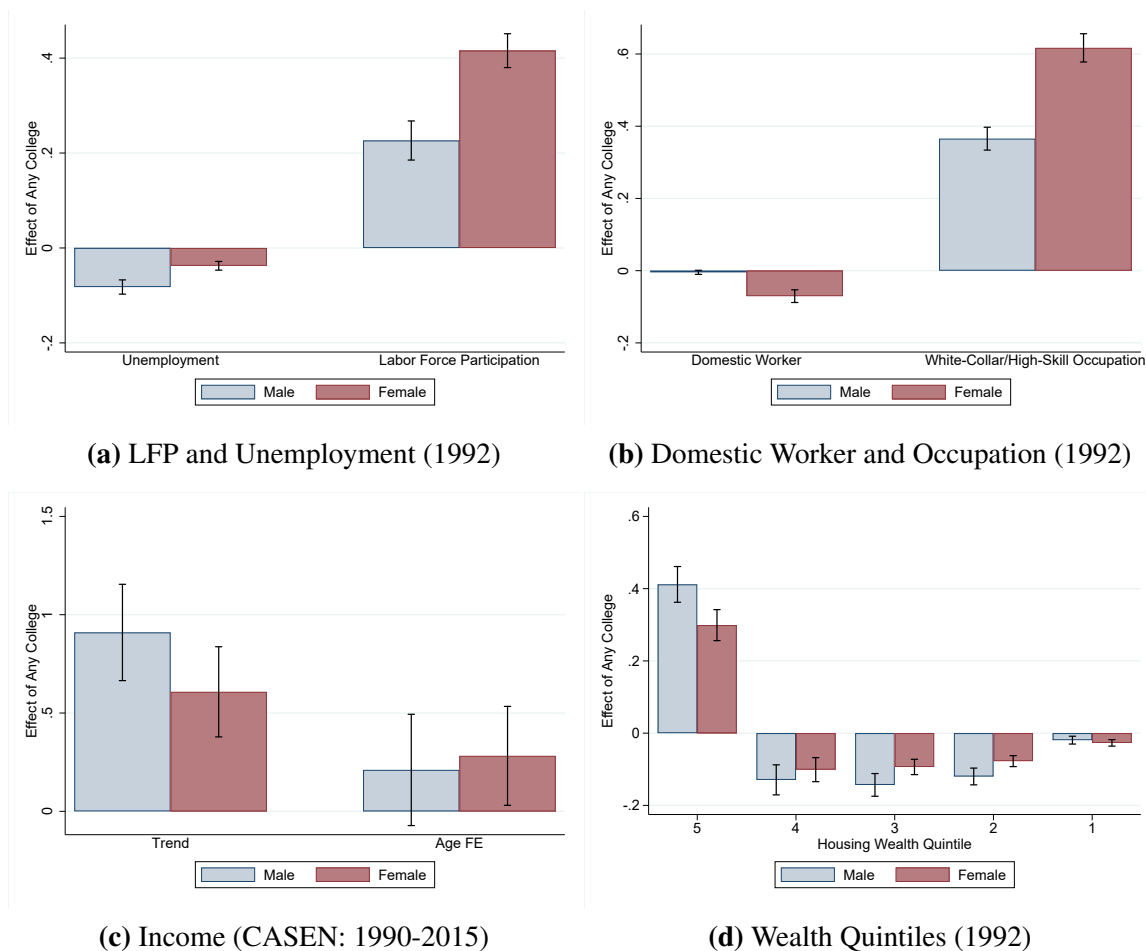 Effect of Any College
.4
.2
0
-.2
Unemployment
Labor Force Participation
Male
Female
(a) LFP and Unemployment (1992)
Effect of Any College
.6
.4
.2
0
-.2
Domestic Worker
White-Collar/High-Skill Occupation
Male
Female
(b) Domestic Worker and Occupation (1992)
Effect of Any College
1.5
1
.5
0
Trend
Age FE
Male
Female
(c) Income (CASEN: 1990-2015)
Effect of Any College
.6
.4
.2
0
-.2
5 4 3 2 1
Housing Wealth Quintile
Male
Female
(d) Wealth Quintiles (1992)